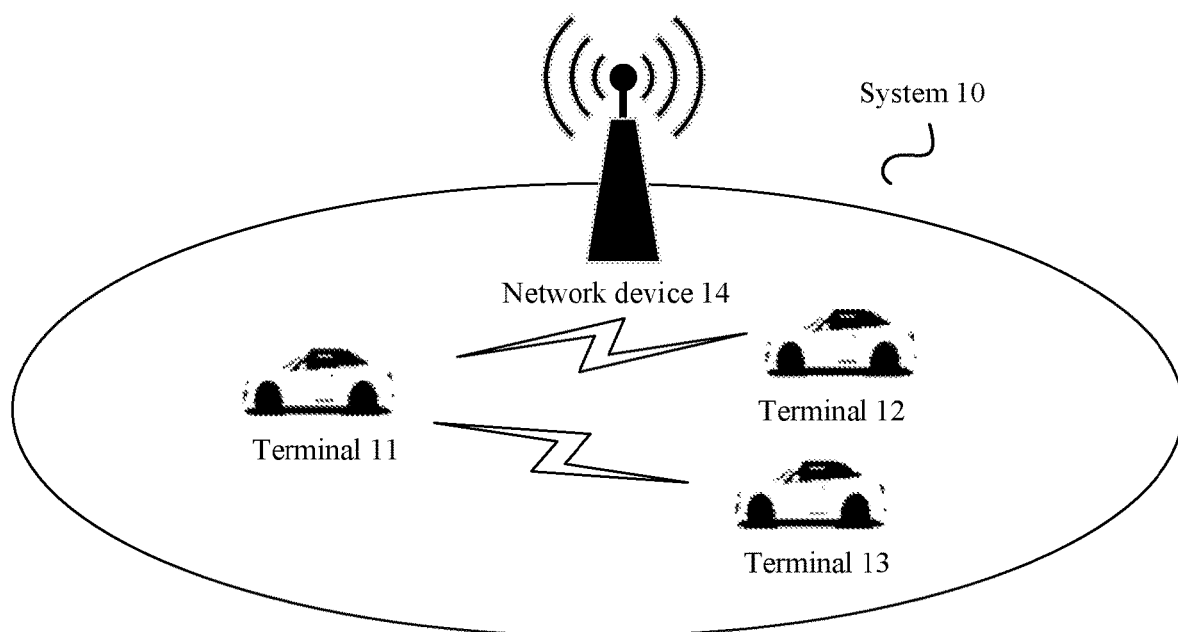 System 10
Network device 14
Terminal 12
Terminal 11
Terminal 13